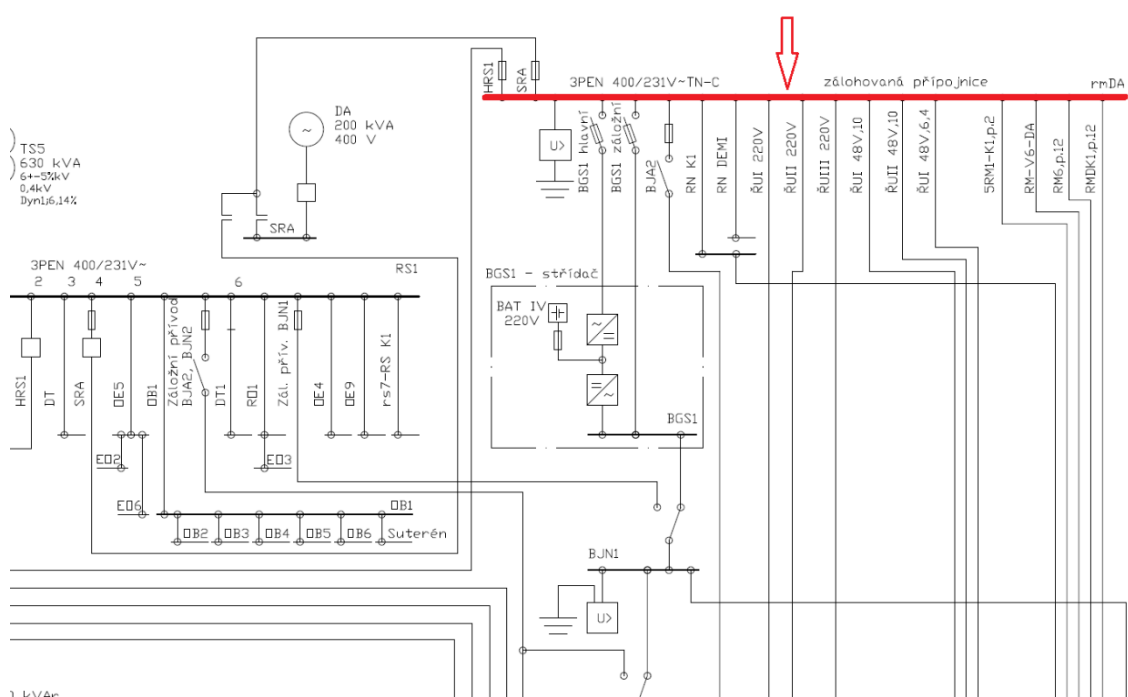 HRS1
SRA
3PEN 400/231V~TN-C
zálohovaná přípojnice
rmDA
DA
200 kVA
400 V
~
TS5
630 kVA
6+-5%kV
0,4kV
Dyn1;6,14%
U>
BGS1 hlavní
BGS1 záložní
BJA2
RN K1
RN DEMI
ŘUI 220V
ŘUII 220V
ŘUIII 220V
ŘUI 48V,10
ŘUII 48V,10
ŘUI 48V,6,4
SRM1-K1,p.2
RM-V6-DA
RM6,p.12
RMDK1,p.12
SRA
3PEN 400/231V~
RS1
2 3 4 5 6
HRS1
DT
SRA
OE5
OB1
Záložní přívod
BJA2, BJN2
DT1
RO1
Zál. přív. BJN1
OE4
OE9
rs7-RS K1
EO2
EO3
EO6
OB1
OB2
OB3
OB4
OB5
OB6
Suterén
BGS1 - střídač
BAT IV
220V
BGS1
BJN1
U>
kVAr